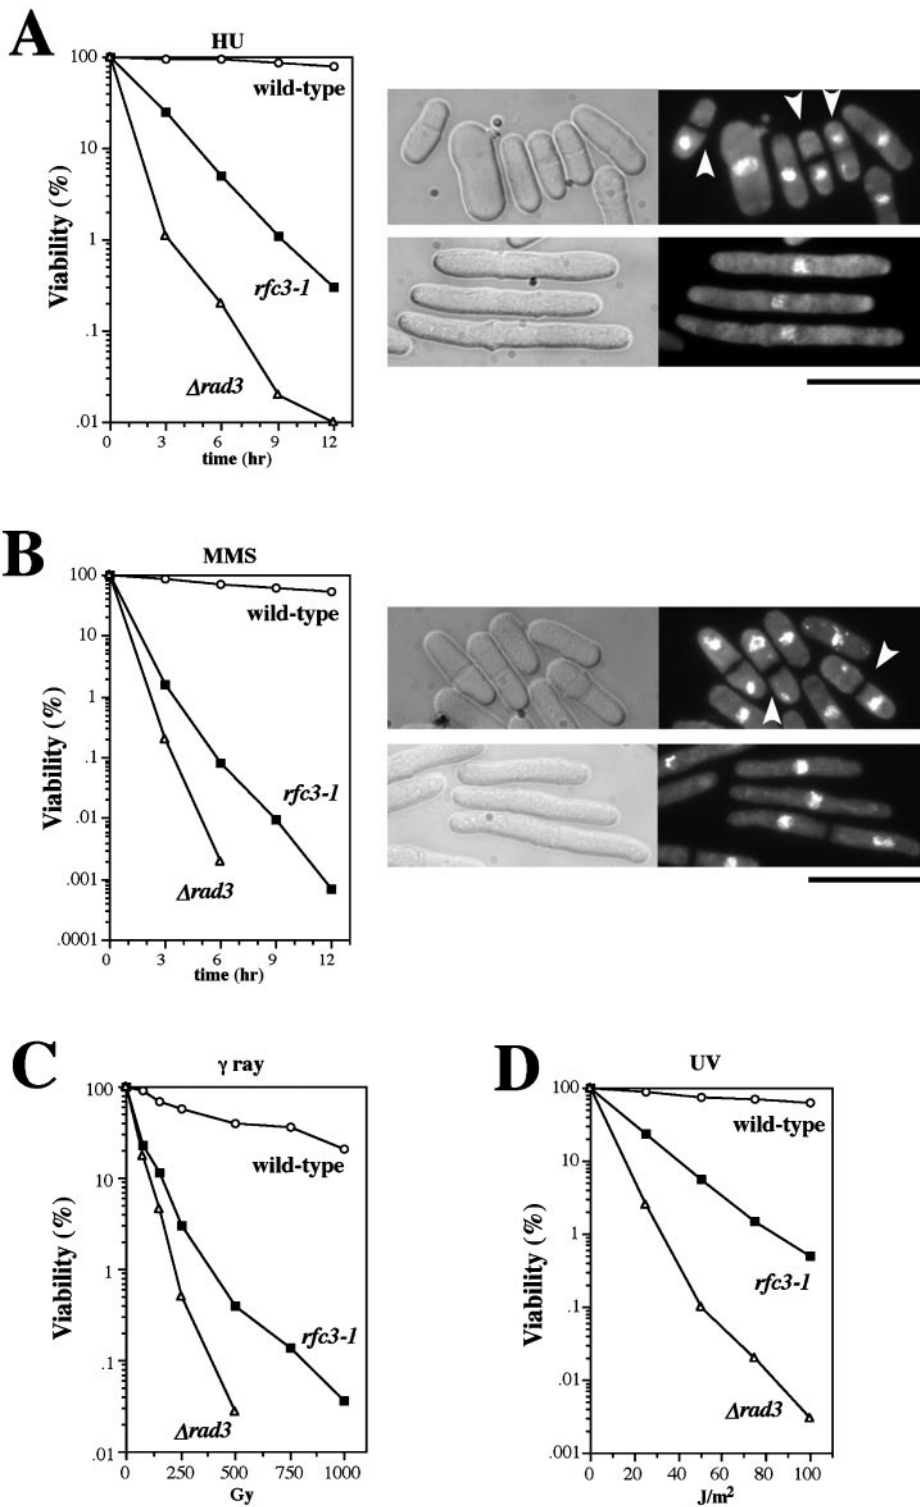 A
HU
100
10
1
.1
.01
Viability (%)
wild-type
rfc3-1
Δrad3
0 3 6 9 12
time (hr)
B
MMS
100
10
1
.1
.01
.001
.0001
Viability (%)
wild-type
rfc3-1
Δrad3
0 3 6 9 12
time (hr)
C
γ ray
100
10
1
.1
.01
Viability (%)
wild-type
rfc3-1
Δrad3
0 250 500 750 1000
Gy
D
UV
100
10
1
.1
.01
.001
Viability (%)
wild-type
rfc3-1
Δrad3
0 20 40 60 80 100
J/m²